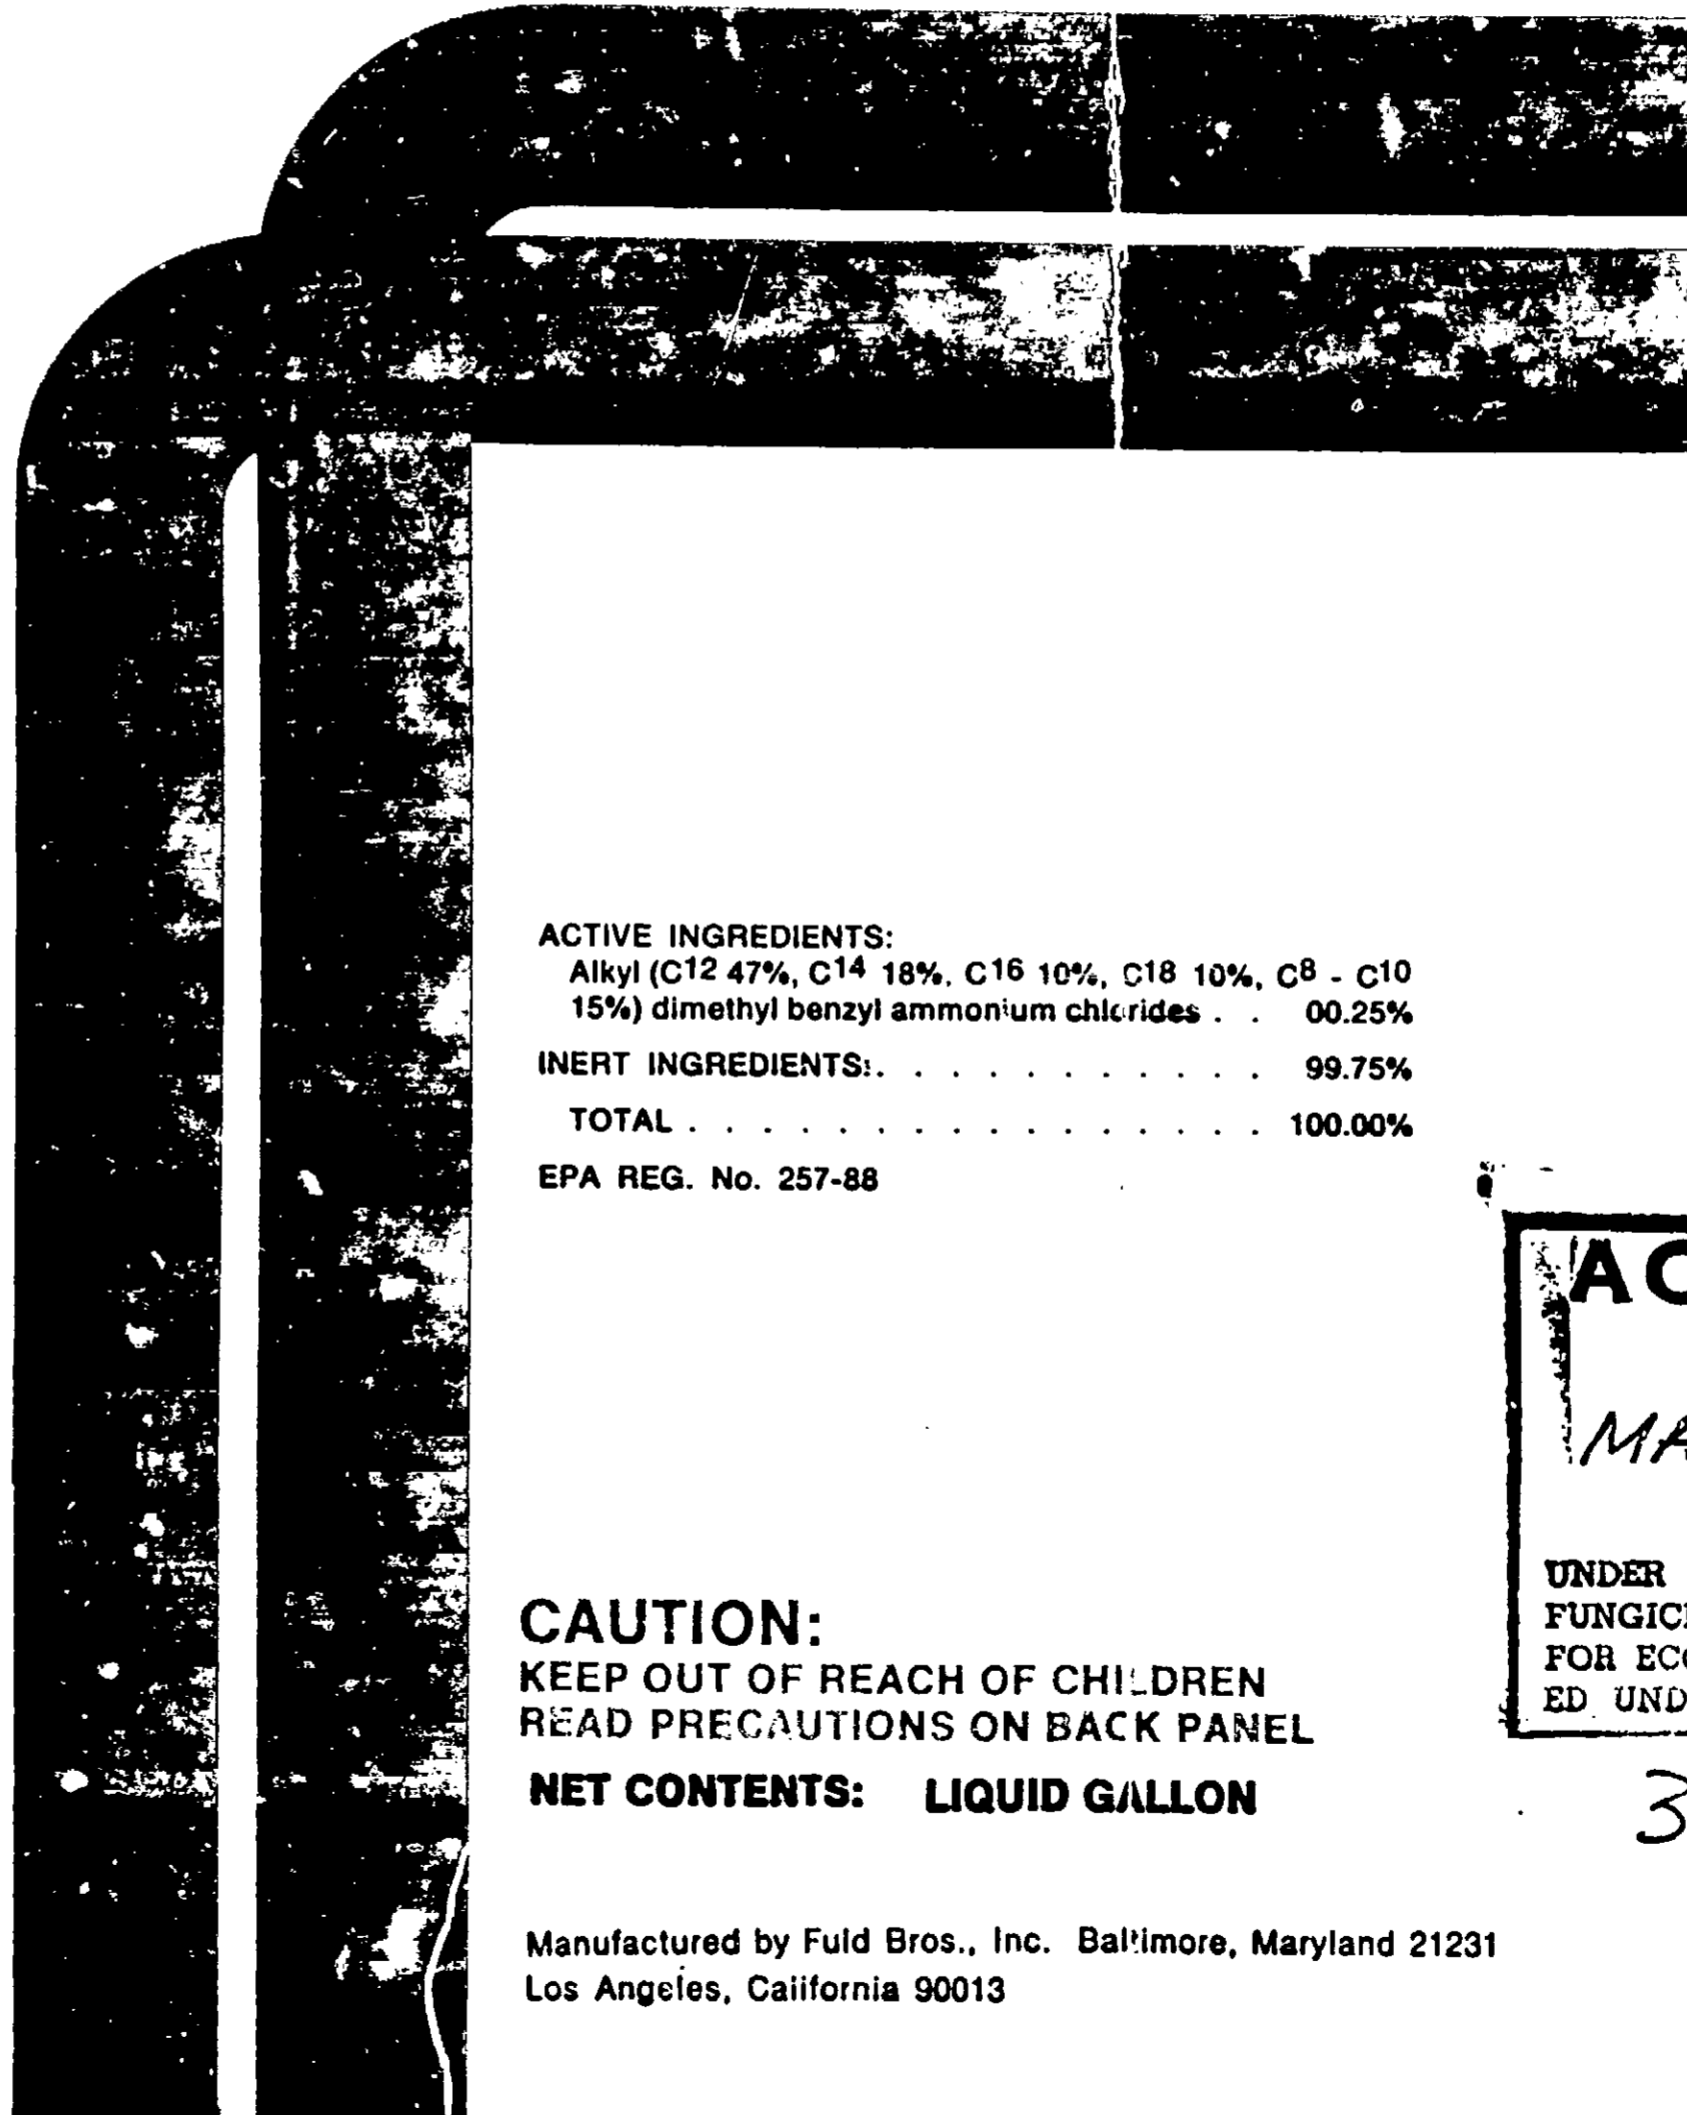 ACTIVE INGREDIENTS:
Alkyl (C12 47%, C14 18%, C16 10%, C18 10%, C8 - C10
15%) dimethyl benzyl ammonium chlorides . . 00.25%
INERT INGREDIENTS: . . . . . . . . . . . 99.75%
TOTAL . . . . . . . . . . . . . . . . 100.00%
EPA REG. No. 257-88
AC
MA
UNDER
FUNGICI
FOR ECO
ED UND
3
CAUTION:
KEEP OUT OF REACH OF CHILDREN
READ PRECAUTIONS ON BACK PANEL
NET CONTENTS: LIQUID GALLON
Manufactured by Fuld Bros., Inc. Baltimore, Maryland 21231
Los Angeles, California 90013